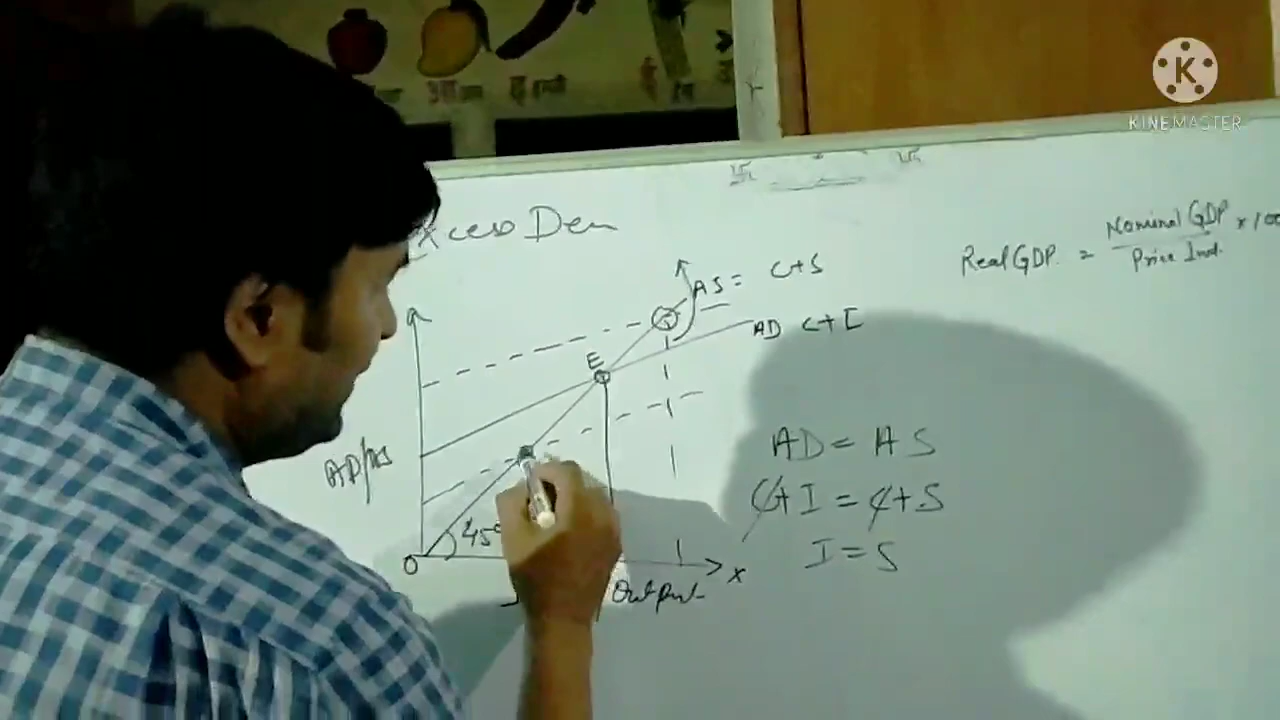 KINEMASTER
Excess Dem
Real GDP = Nominal GDP × 100
Price Ind.
AS = C+S
AD C+I
E
AD/AS
45°
O
X
Output
AD = AS
C+I = C+S
I = S